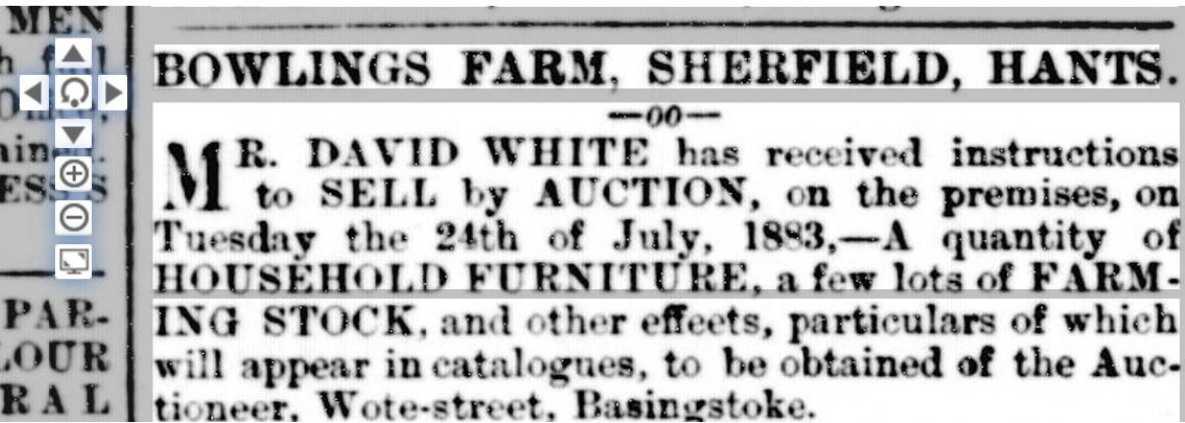 MEN
BOWLINGS FARM, SHERFIELD, HANTS.
—oo—
MR. DAVID WHITE has received instructions
to SELL by AUCTION, on the premises, on
Tuesday the 24th of July, 1883,—A quantity of
HOUSEHOLD FURNITURE, a few lots of FARM-
ING STOCK, and other effeets, particulars of which
will appear in catalogues, to be obtained of the Auc-
tioneer, Wote-street, Basingstoke.
PAR-
LOUR
RAL